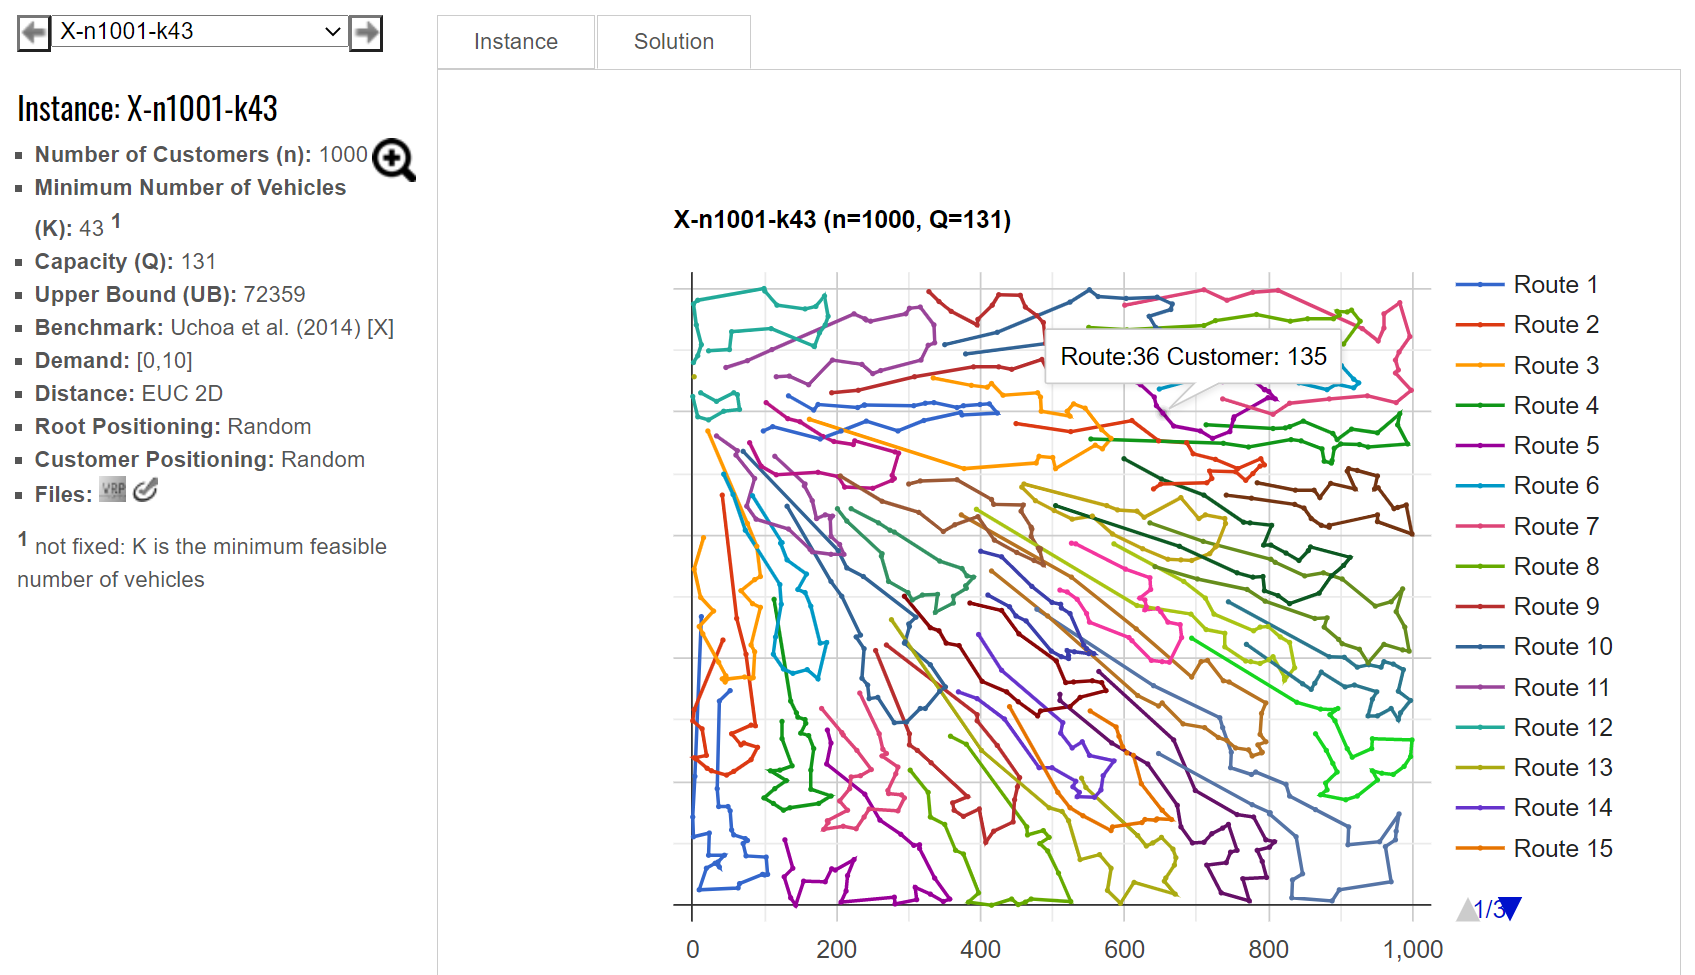 X-n1001-k43
Instance
Solution
Instance: X-n1001-k43
Number of Customers (n): 1000
Minimum Number of Vehicles
(K): 43 1
Capacity (Q): 131
Upper Bound (UB): 72359
Benchmark: Uchoa et al. (2014) [X]
Demand: [0,10]
Distance: EUC 2D
Root Positioning: Random
Customer Positioning: Random
Files: VRP
1 not fixed: K is the minimum feasible
number of vehicles
X-n1001-k43 (n=1000, Q=131)
Route:36 Customer: 135
0 200 400 600 800 1,000
Route 1
Route 2
Route 3
Route 4
Route 5
Route 6
Route 7
Route 8
Route 9
Route 10
Route 11
Route 12
Route 13
Route 14
Route 15
1/3